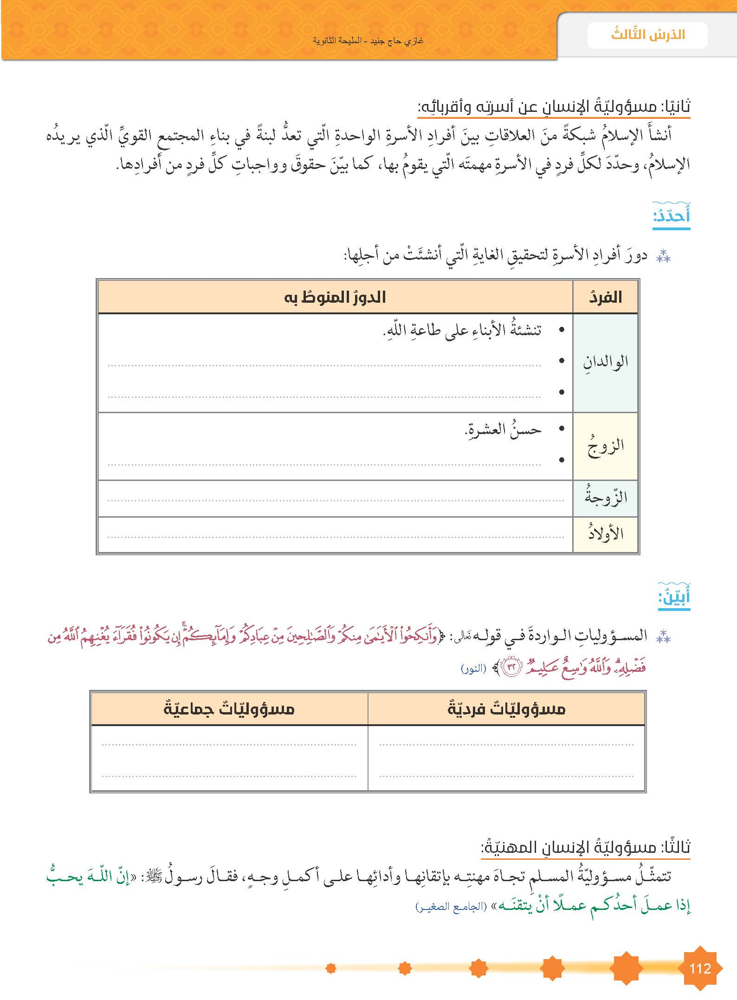 الدّرسُ الثّالثُ
غازي حاج جنيد - المليحة الثانوية
ثانيًا: مسؤوليّةُ الإنسانِ عن أسرتِه وأقربائِه:
أنشأَ الإسلامُ شبكةً منَ العلاقاتِ بينَ أفرادِ الأسرةِ الواحدةِ الّتي تعدُّ لبنةً في بناءِ المجتمعِ القويِّ الّذي يريدُه
الإسلامُ، وحدّدَ لكلِّ فردٍ في الأسرةِ مهمتَه الّتي يقومُ بها، كما بيّنَ حقوقَ وواجباتِ كلِّ فردٍ من أفرادِها.
أُحدّدُ:
دورَ أفرادِ الأسرةِ لتحقيقِ الغايةِ الّتي أنشئَتْ من أجلِها:
الفردُ الدورُ المنوطُ به
الوالدانِ
• تنشئةُ الأبناءِ على طاعةِ اللّهِ.
•
•
الزوجُ
• حسنُ العشرةِ.
•
الزّوجةُ
الأولادُ
أُبيّنُ:
المسؤولياتِ الواردةَ في قولِه تعالى: ﴿وَأَنكِحُوا۟ ٱلْأَيَـٰمَىٰ مِنكُمْ وَٱلصَّـٰلِحِينَ مِنْ عِبَادِكُمْ وَإِمَآئِكُمْ ۚ إِن يَكُونُوا۟ فُقَرَآءَ يُغْنِهِمُ ٱللَّهُ مِن
فَضْلِهِۦ ۗ وَٱللَّهُ وَٰسِعٌ عَلِيمٌ ٣٢﴾ (النور)
مسؤوليّاتٌ فرديّةٌ مسؤوليّاتٌ جماعيّةٌ
ثالثًا: مسؤوليّةُ الإنسانِ المهنيّةُ:
تتمثّلُ مسؤوليّةُ المسلمِ تجاهَ مهنتِه بإتقانِها وأدائِها على أكملِ وجهٍ، فقالَ رسولُ ﷺ: «إنّ اللّهَ يحبُّ
إذا عملَ أحدُكم عملًا أنْ يتقنَه» (الجامع الصغير)
112